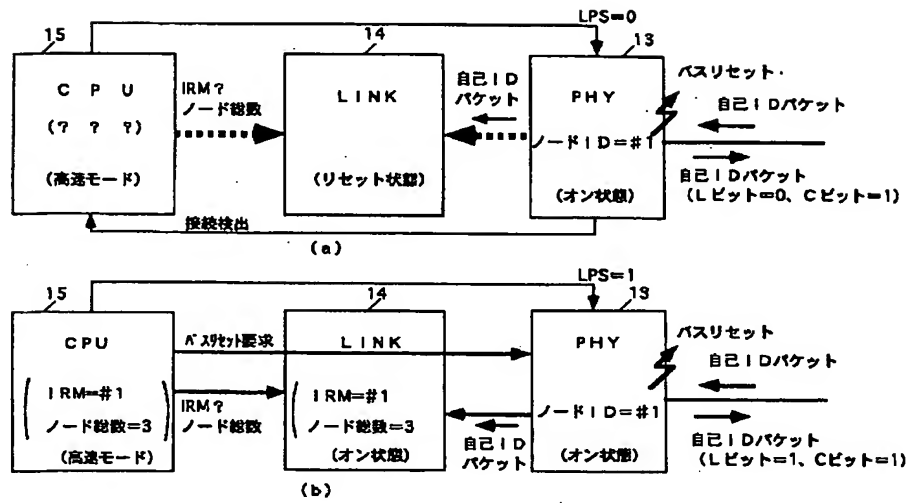 LPS=0
15
14
13
CPU
(???)
(高速モード)
IRM?
ノード総数
LINK
(リセット状態)
自己ID
パケット
PHY
ノードID=#1
(オン状態)
バスリセット
自己IDパケット
自己IDパケット
(Lビット=0、Cビット=1)
接続検出
(a)
LPS=1
15
14
13
CPU
IRM=#1
ノード総数=3
(高速モード)
バスリセット要求
IRM?
ノード総数
LINK
IRM=#1
ノード総数=3
(オン状態)
自己ID
パケット
PHY
ノードID=#1
(オン状態)
バスリセット
自己IDパケット
自己IDパケット
(Lビット=1、Cビット=1)
(b)